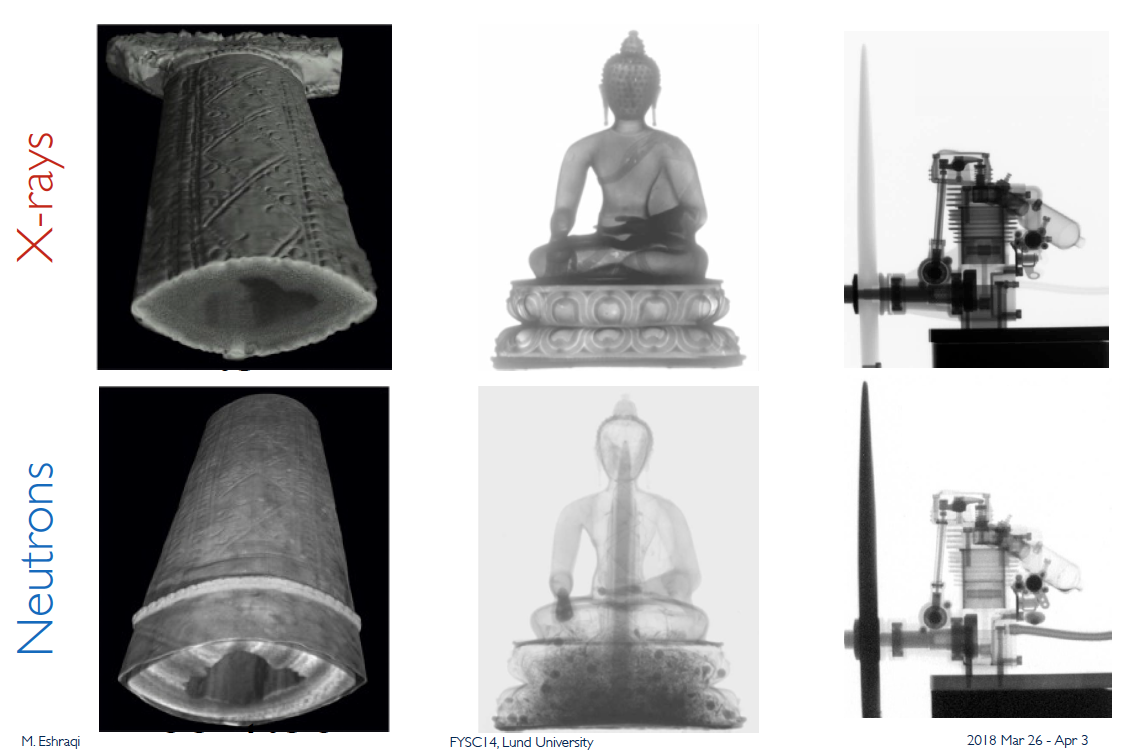 X-rays
Neutrons
M. Eshraqi
FYSC14, Lund University
2018 Mar 26 - Apr 3